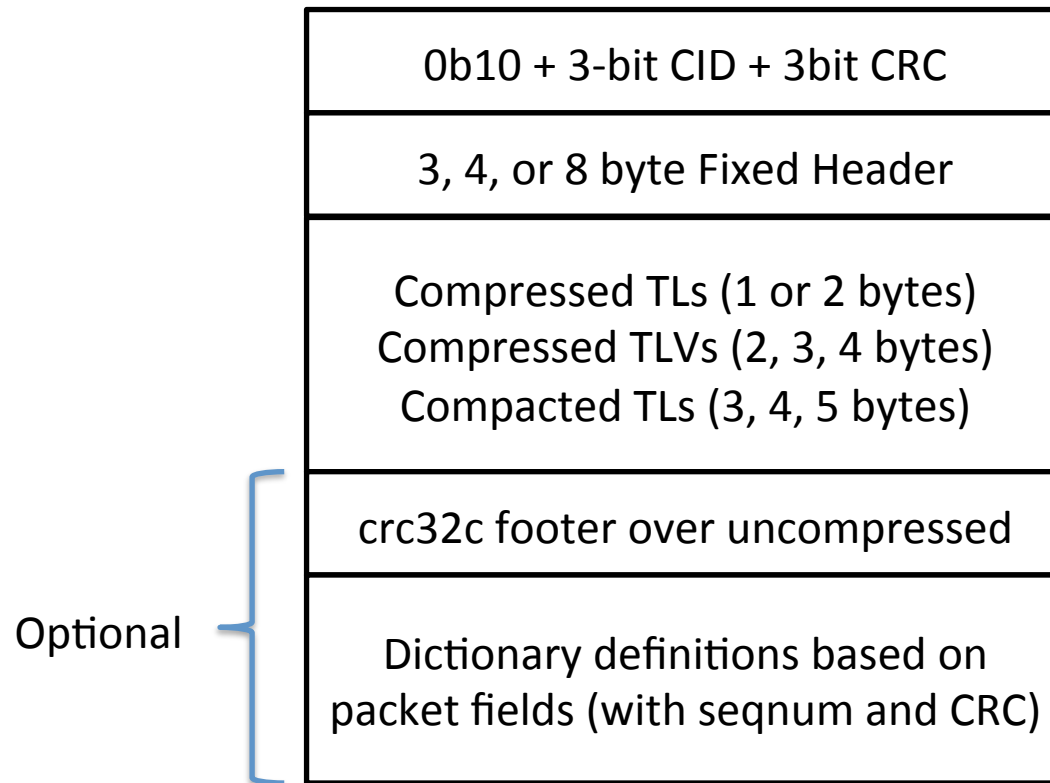 0b10 + 3-bit CID + 3bit CRC
3, 4, or 8 byte Fixed Header
Compressed TLs (1 or 2 bytes)
Compressed TLVs (2, 3, 4 bytes)
Compacted TLs (3, 4, 5 bytes)
crc32c footer over uncompressed
Optional
Dictionary definitions based on
packet fields (with seqnum and CRC)